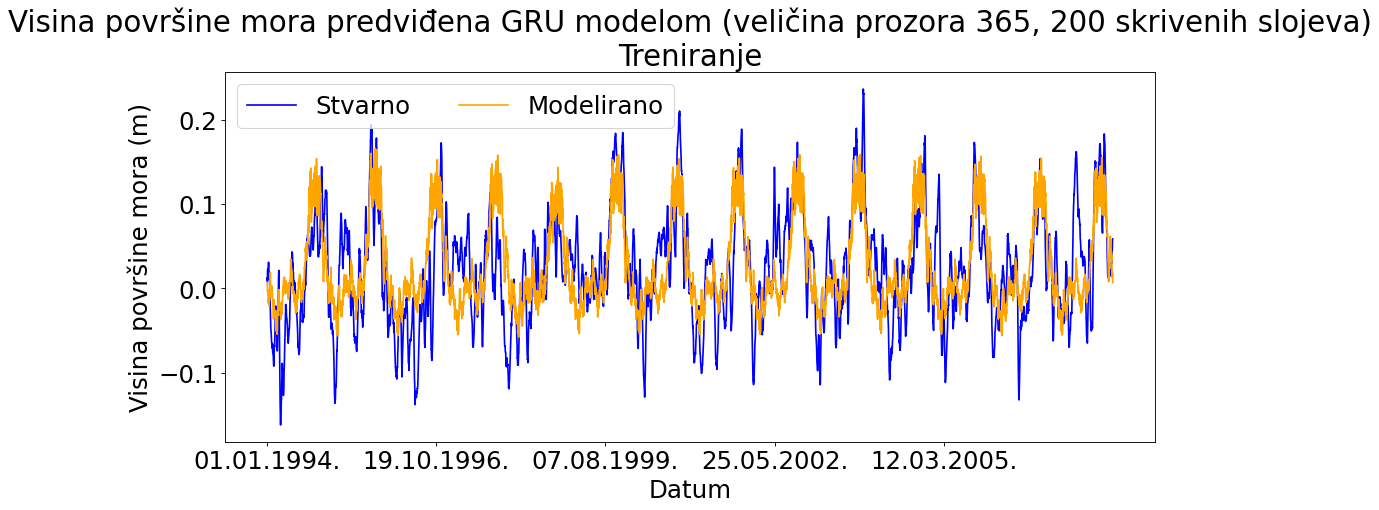 Visina površine mora predviđena GRU modelom (veličina prozora 365, 200 skrivenih slojeva)
Treniranje
Stvarno
Modelirano
Visina površine mora (m)
0.2
0.1
0.0
−0.1
01.01.1994.
19.10.1996.
07.08.1999.
25.05.2002.
12.03.2005.
Datum